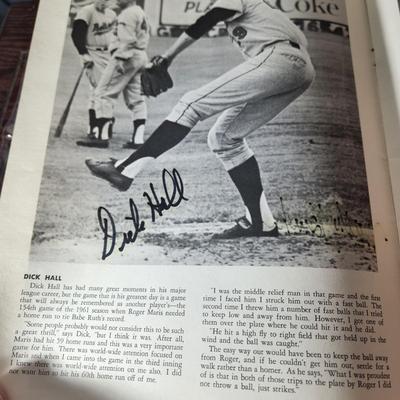 PLA
Coke
Dick Hall
DICK HALL
Dick Hall has had many great moments in his major
league career, but the game that is his greatest day is a game
that will always be remembered as another player's—the
154th game of the 1961 season when Roger Maris needed
a home run to tie Babe Ruth's record.
Some people probably would not consider this to be such
a great thrill," says Dick, "but I think it was. After all,
Maris had hit 59 home runs and this was a very important
game for him. There was world-wide attention focused on
Maris and when I came into the game in the third inning
I knew there was world-wide attention on me also. I did
not want him to hit his 60th home run off of me.
"I was the middle relief man in that game and the first
time I faced him I struck him out with a fast ball. The
second time I threw him a number of fast balls that I tried
to keep low and away from him. However, I got one of
them over the plate where he could hit it and he did.
"He hit a high fly to right field that got held up in the
wind and the ball was caught."
The easy way out would have been to keep the ball away
from Roger, and if he couldn't get him out, settle for a
walk rather than a homer. As he says, "What I was proudest
of is that in both of those trips to the plate by Roger I did
not throw a ball, just strikes."